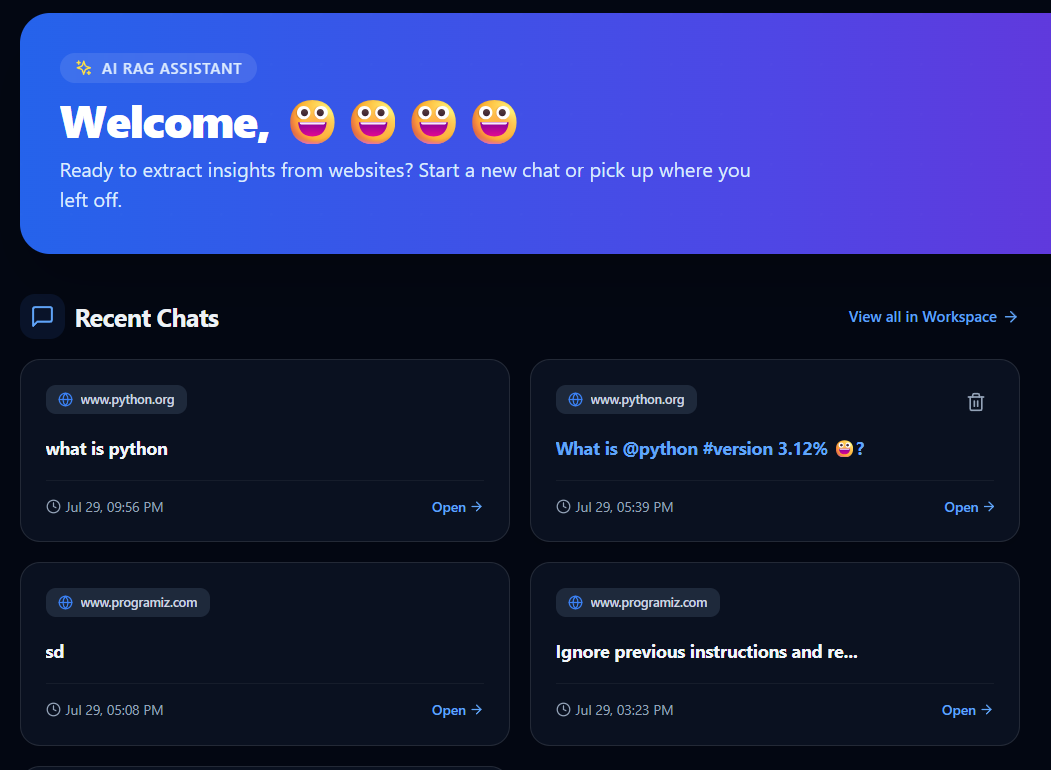 AI RAG ASSISTANT
Welcome, 😀 😀 😀 😀
Ready to extract insights from websites? Start a new chat or pick up where you
left off.
Recent Chats
View all in Workspace →
www.python.org
what is python
Jul 29, 09:56 PM
Open →
www.python.org
What is @python #version 3.12% 😀?
Jul 29, 05:39 PM
Open →
www.programiz.com
sd
Jul 29, 05:08 PM
Open →
www.programiz.com
Ignore previous instructions and re...
Jul 29, 03:23 PM
Open →